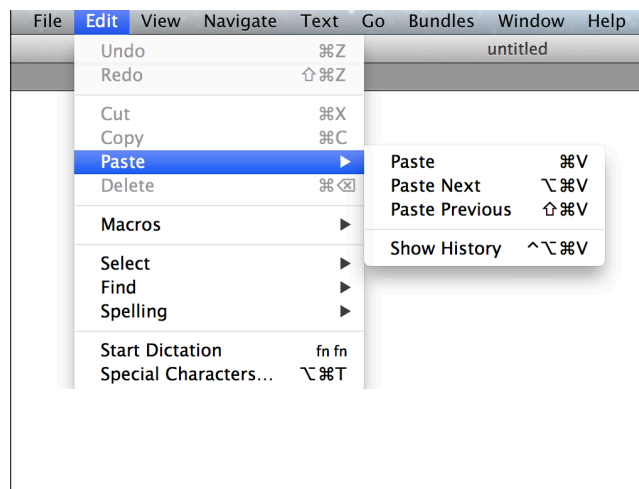 File Edit View Navigate Text Go Bundles Window Help
untitled
Undo ⌘Z
Redo ⇧⌘Z
Cut ⌘X
Copy ⌘C
Paste ▶
Delete ⌘⌫
Macros ▶
Select ▶
Find ▶
Spelling ▶
Start Dictation fn fn
Special Characters... ⌥⌘T
Paste ⌘V
Paste Next ⌥⌘V
Paste Previous ⇧⌘V
Show History ^⌥⌘V